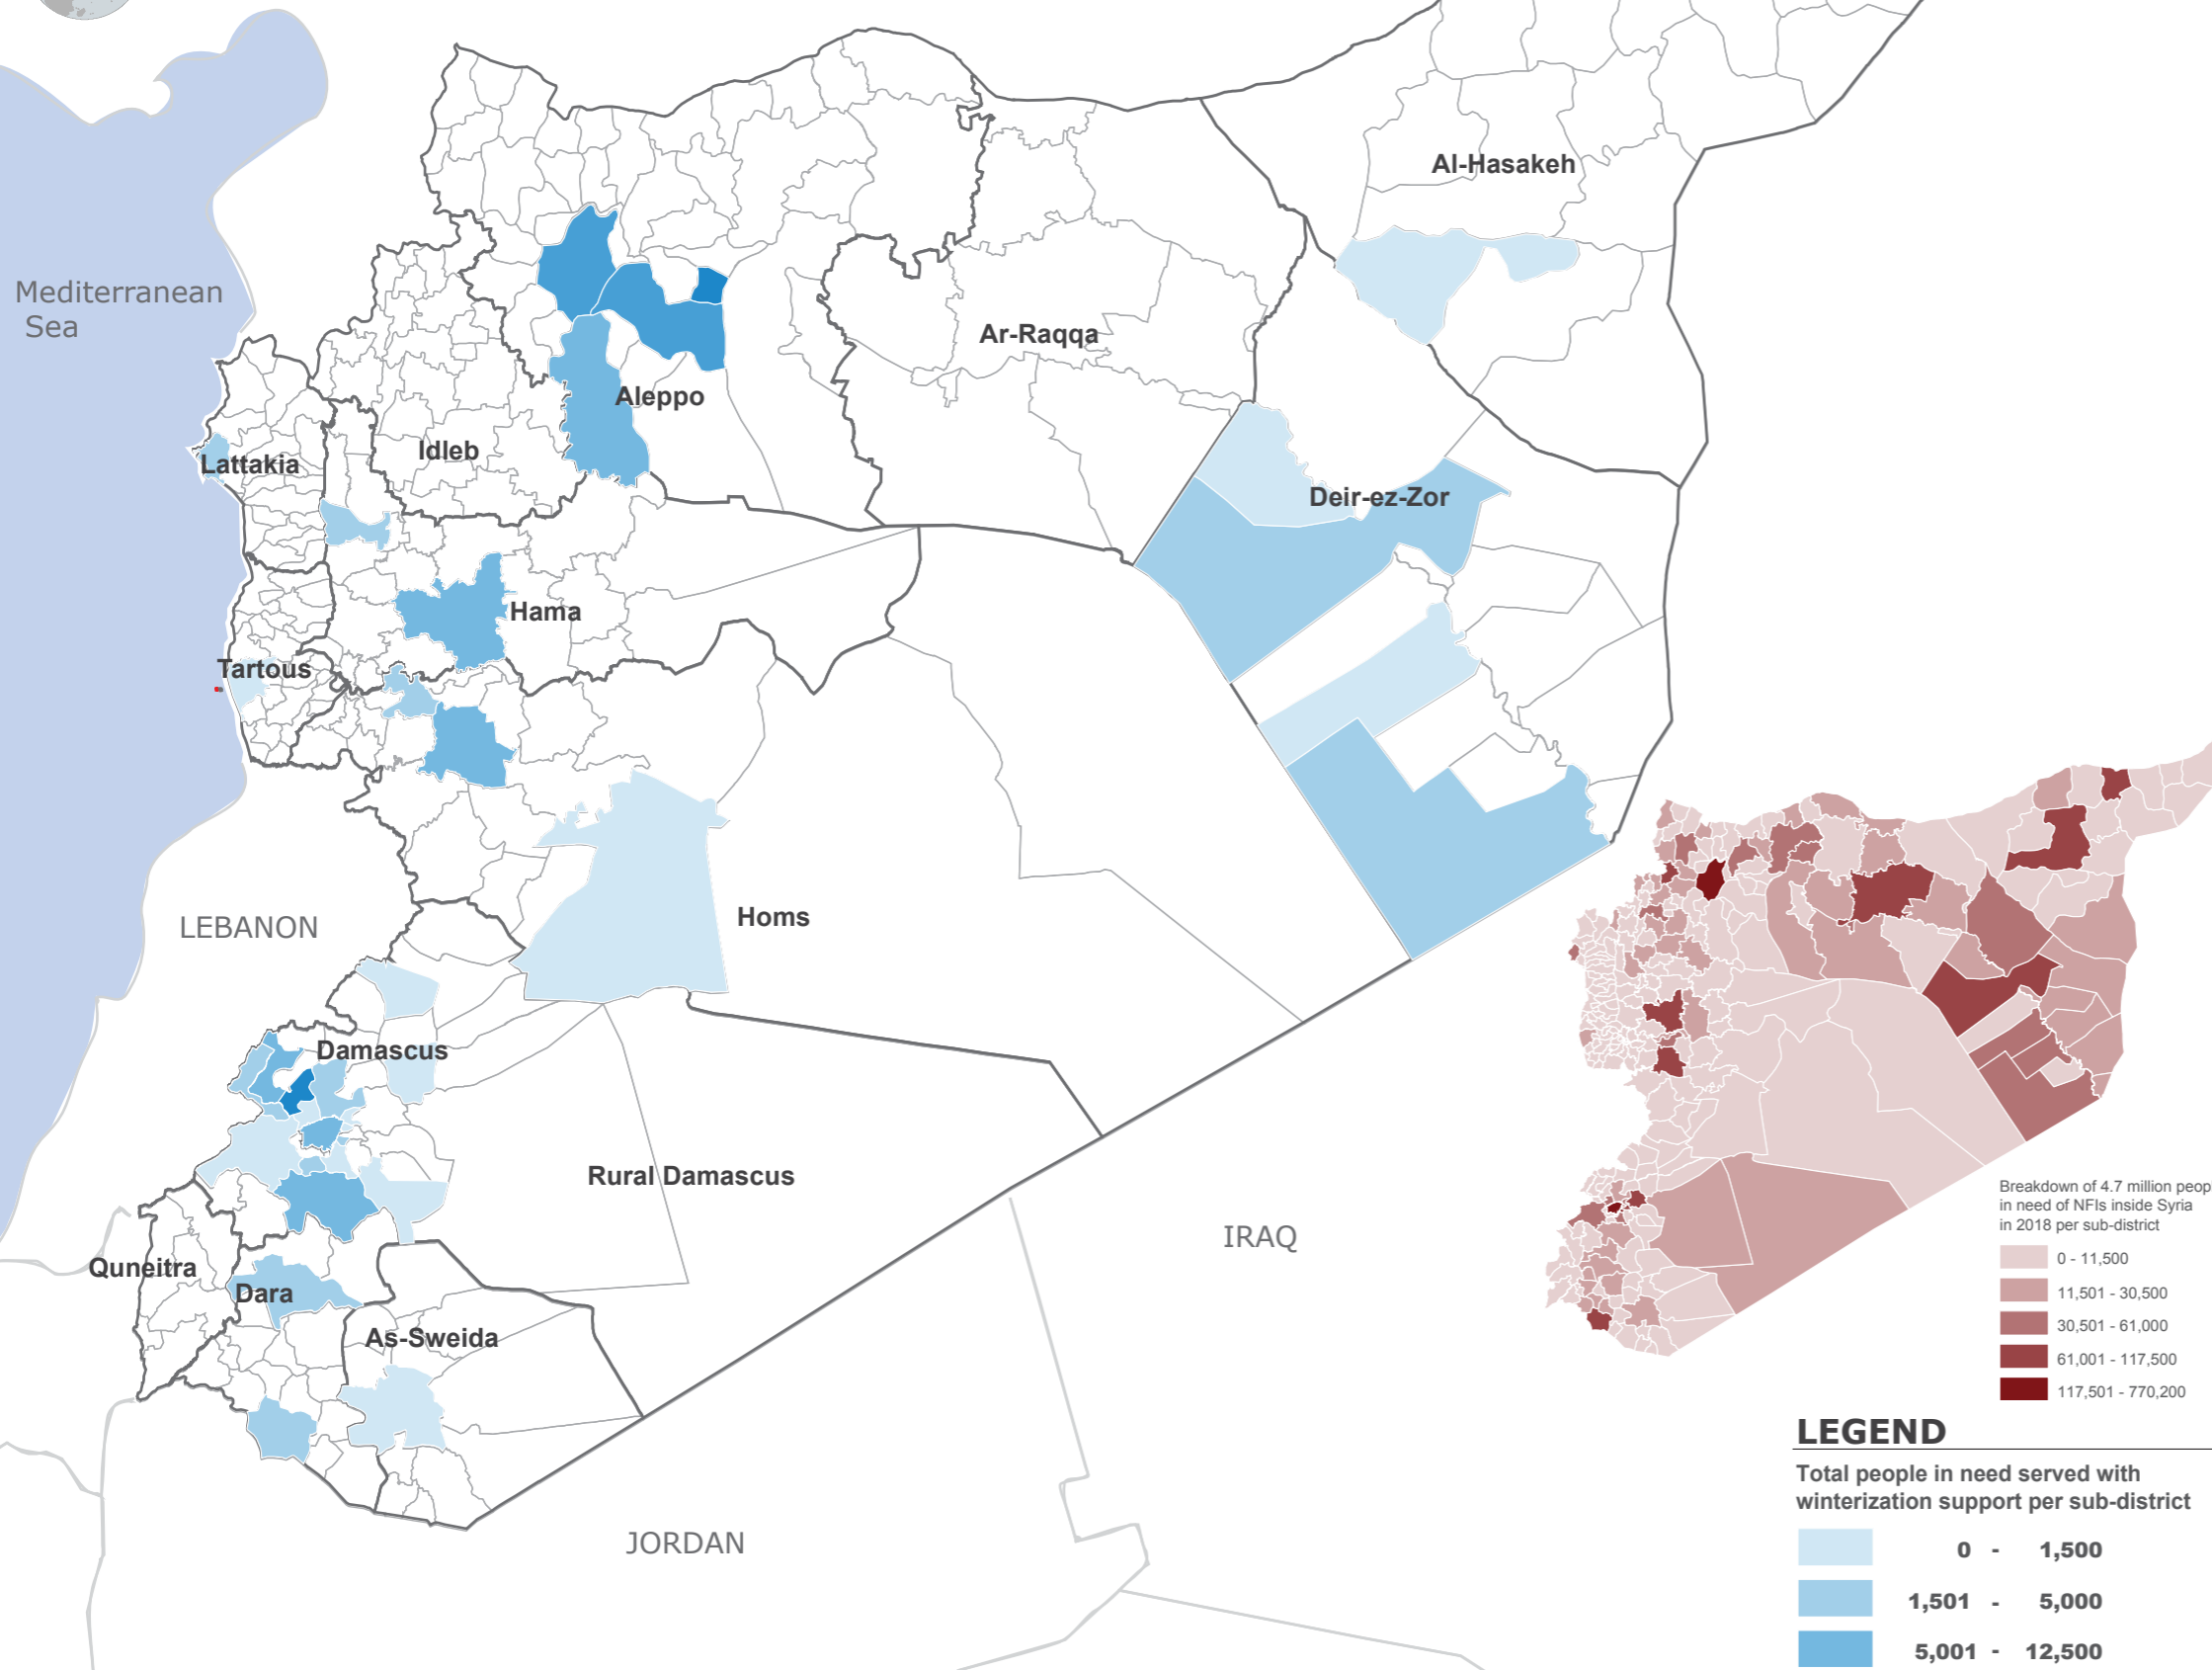 Al-Hasakeh
Mediterranean
Sea
Ar-Raqqa
Aleppo
Idleb
Lattakia
Deir-ez-Zor
Hama
Tartous
Homs
LEBANON
Damascus
Rural Damascus
IRAQ
Quneitra
Dara
As-Sweida
JORDAN
Breakdown of 4.7 million peop
in need of NFIs inside Syria
in 2018 per sub-district
0 - 11,500
11,501 - 30,500
30,501 - 61,000
61,001 - 117,500
117,501 - 770,200
LEGEND
Total people in need served with
winterization support per sub-district
0 - 1,500
1,501 - 5,000
5,001 - 12,500